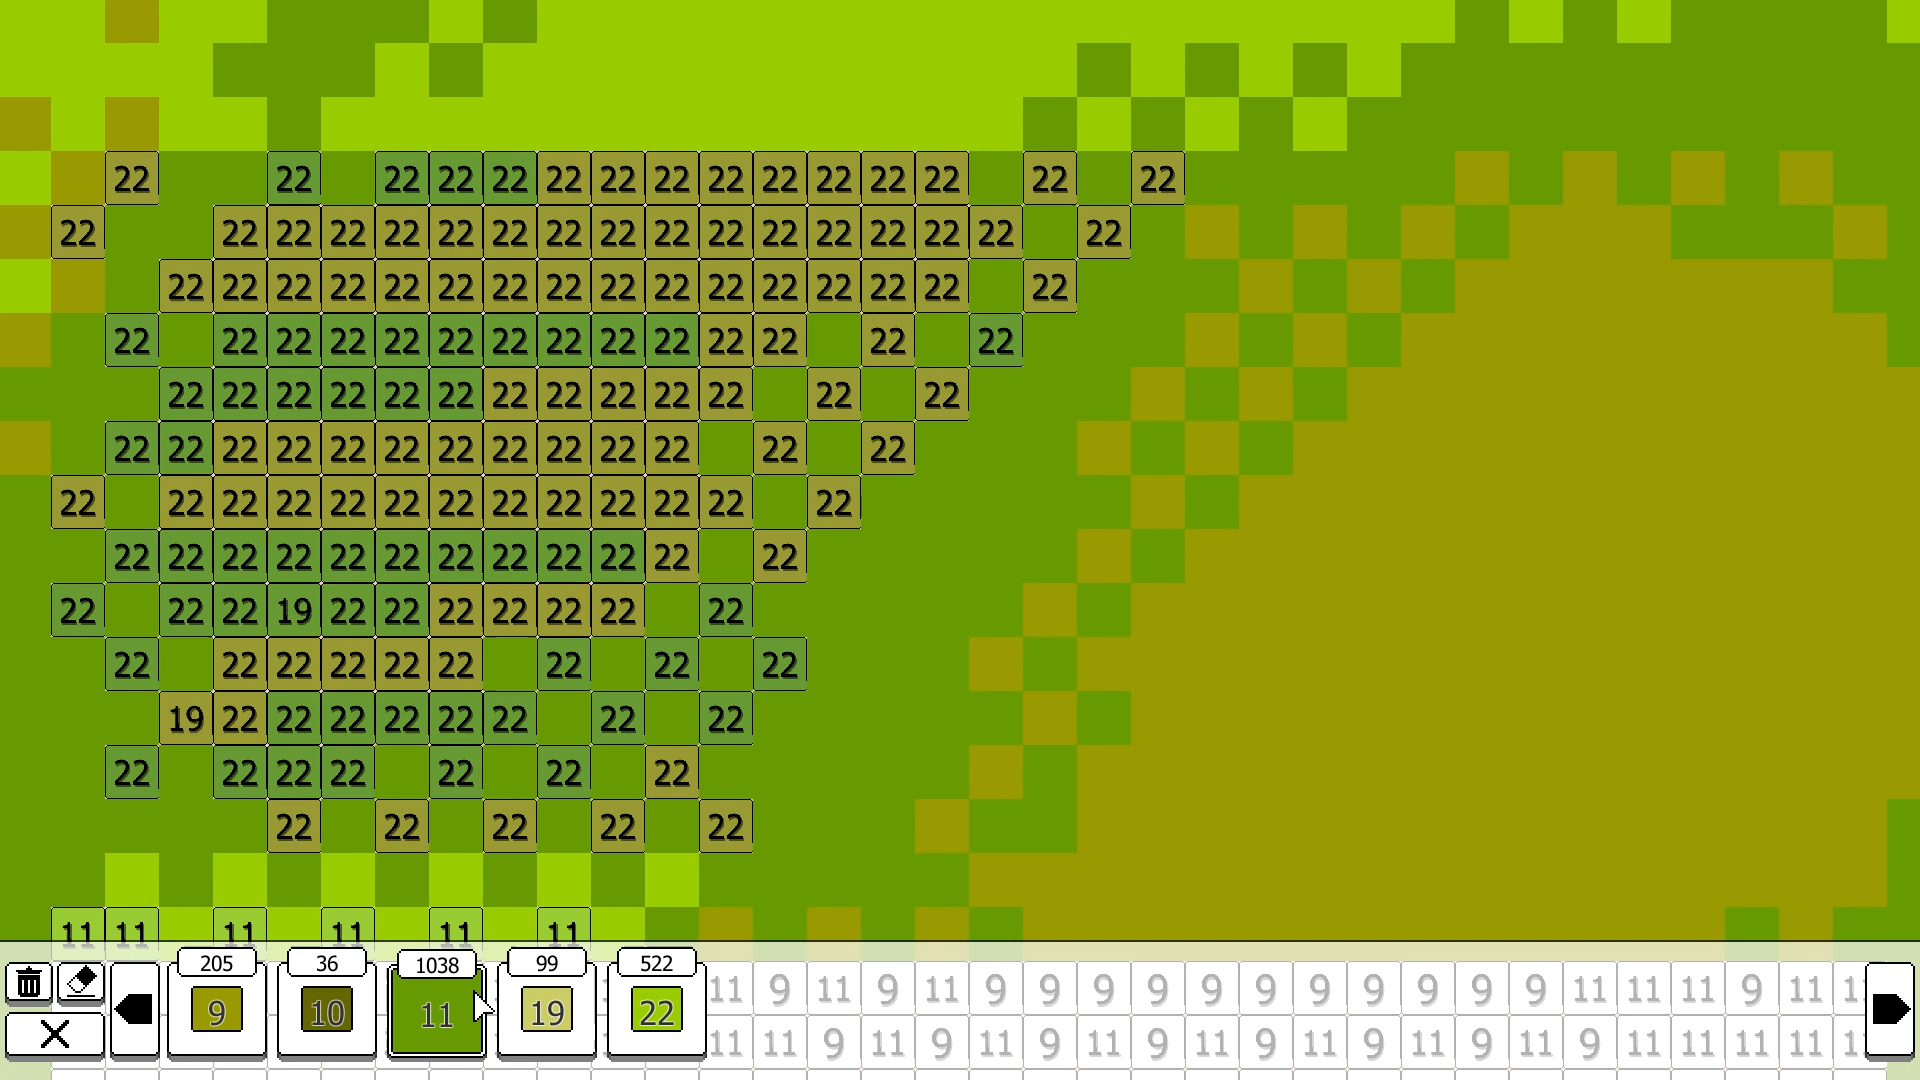 22 22 22 22 22 22 22 22 22 22 22 22 22 22 22
22 22 22 22 22 22 22 22 22 22 22 22 22 22 22 22 22
22 22 22 22 22 22 22 22 22 22 22 22 22 22 22 22
22 22 22 22 22 22 22 22 22 22 22 22 22 22
22 22 22 22 22 22 22 22 22 22 22 22 22
22 22 22 22 22 22 22 22 22 22 22 22 22
22 22 22 22 22 22 22 22 22 22 22 22 22
22 22 22 22 22 22 22 22 22 22 22 22
22 22 22 19 22 22 22 22 22 22 22
22 22 22 22 22 22 22 22 22
19 22 22 22 22 22 22 22 22
22 22 22 22 22 22 22
22 22 22 22 22
11 11 11 11 11 11
205 36 1038 99 522
11 9 11 9 11 9 9 9 9 9 9 9 9 9 9 9 11 11 11 9 11
9 10 11 19 22
11 11 9 11 9 11 9 11 9 11 9 11 9 11 9 11 9 11 11 11 11